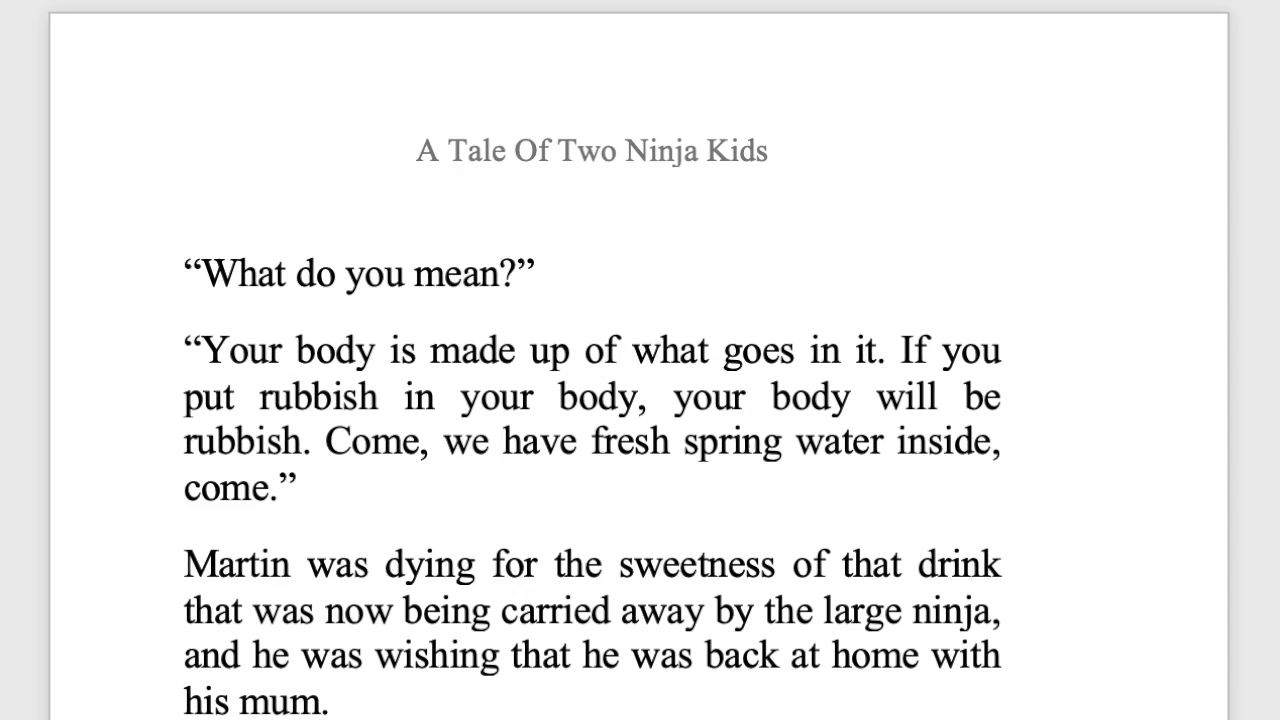 A Tale Of Two Ninja Kids
“What do you mean?”
“Your body is made up of what goes in it. If you
put rubbish in your body, your body will be
rubbish. Come, we have fresh spring water inside,
come.”
Martin was dying for the sweetness of that drink
that was now being carried away by the large ninja,
and he was wishing that he was back at home with
his mum.